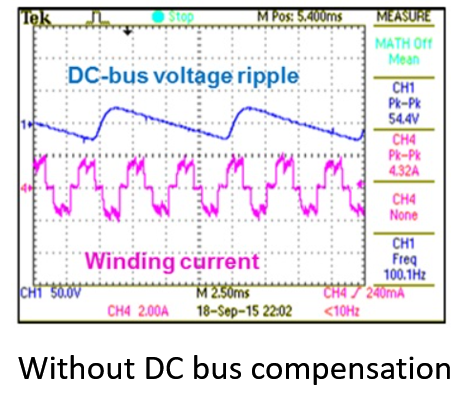 Tek Stop M Pos: 5.400ms MEASURE
MATH Off
Mean
DC-bus voltage ripple
CH1
Pk-Pk
54.4V
1
CH4
Pk-Pk
4.32A
4
CH4
None
Winding current
CH1
Freq
100.1Hz
CH1 50.0V M 2.50ms CH4 / 240mA
CH4 2.00A 18-Sep-15 22:02 <10Hz
Without DC bus compensation